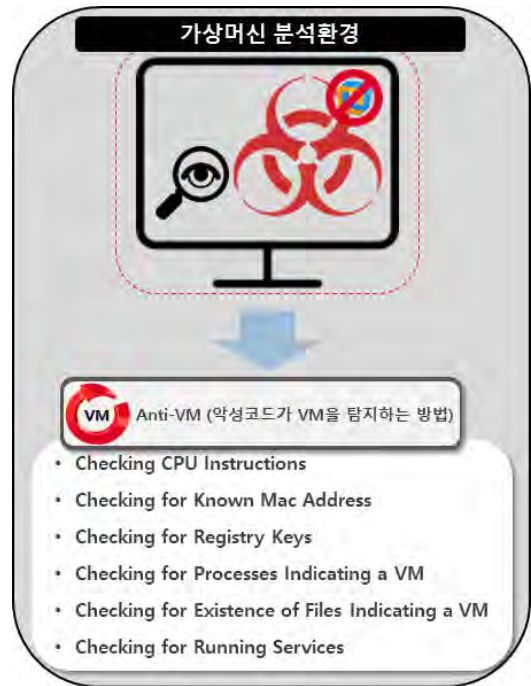 가상머신 분석환경
VM Anti-VM (악성코드가 VM을 탐지하는 방법)
• Checking CPU Instructions
• Checking for Known Mac Address
• Checking for Registry Keys
• Checking for Processes Indicating a VM
• Checking for Existence of Files Indicating a VM
• Checking for Running Services